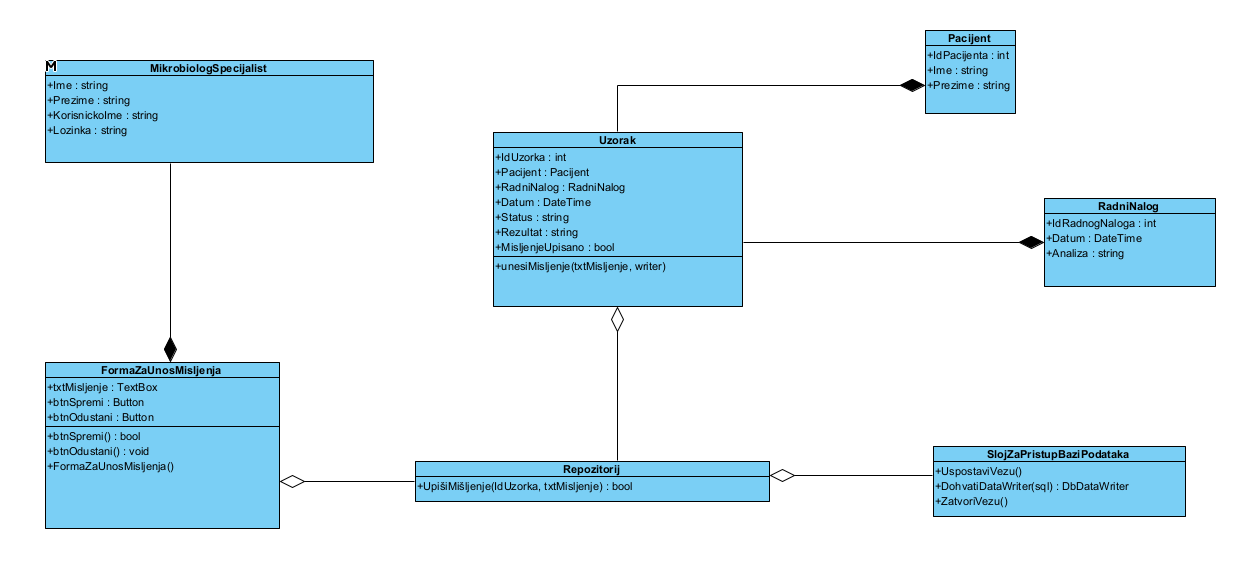 M
MikrobiologSpecijalist
+Ime : string
+Prezime : string
+KorisnickoIme : string
+Lozinka : string
Pacijent
+IdPacijenta : int
+Ime : string
+Prezime : string
Uzorak
+IdUzorka : int
+Pacijent : Pacijent
+RadniNalog : RadniNalog
+Datum : DateTime
+Status : string
+Rezultat : string
+MisljenjeUpisano : bool
+unesiMisljenje(txtMisljenje, writer)
RadniNalog
+IdRadnogNaloga : int
+Datum : DateTime
+Analiza : string
FormaZaUnosMisljenja
+txtMisljenje : TextBox
+btnSpremi : Button
+btnOdustani : Button
+btnSpremi() : bool
+btnOdustani() : void
+FormaZaUnosMisljenja()
Repozitorij
+UpišiMišljenje(IdUzorka, txtMisljenje) : bool
SlojZaPristupBaziPodataka
+UspostaviVezu()
+DohvatiDataWriter(sql) : DbDataWriter
+ZatvoriVezu()